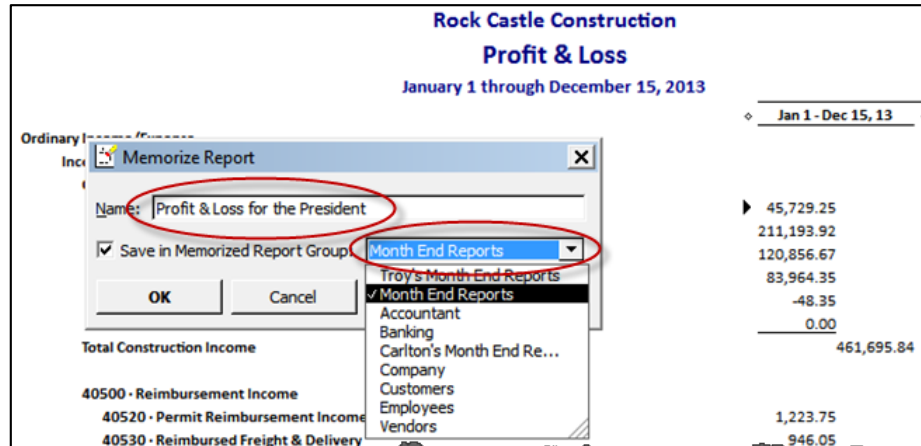 Rock Castle Construction
Profit & Loss
January 1 through December 15, 2013
Jan 1 - Dec 15, 13
Ordinary Income/Expense
Memorize Report
Name: Profit & Loss for the President
45,729.25
211,193.92
Save in Memorized Report Group: Month End Reports
120,856.67
Troy's Month End Reports
83,964.35
OK Cancel
✓ Month End Reports
-48.35
Accountant
0.00
Banking
Total Construction Income
Carlton's Month End Re...
461,695.84
Company
40500 · Reimbursement Income
Customers
40520 · Permit Reimbursement Income
Employees
1,223.75
40530 · Reimbursed Freight & Delivery
Vendors
946.05